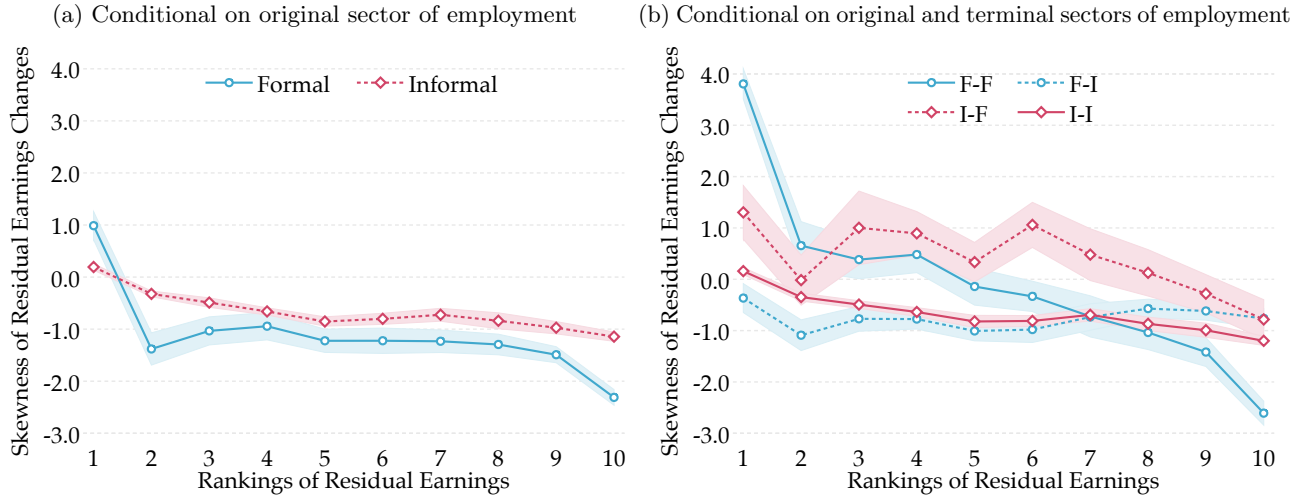 (a) Conditional on original sector of employment
Skewness of Residual Earnings Changes
4.0
3.0
2.0
1.0
0.0
-1.0
-2.0
-3.0
Formal
Informal
1 2 3 4 5 6 7 8 9 10
Rankings of Residual Earnings
(b) Conditional on original and terminal sectors of employment
Skewness of Residual Earnings Changes
4.0
3.0
2.0
1.0
0.0
-1.0
-2.0
-3.0
F-F F-I
I-F I-I
1 2 3 4 5 6 7 8 9 10
Rankings of Residual Earnings